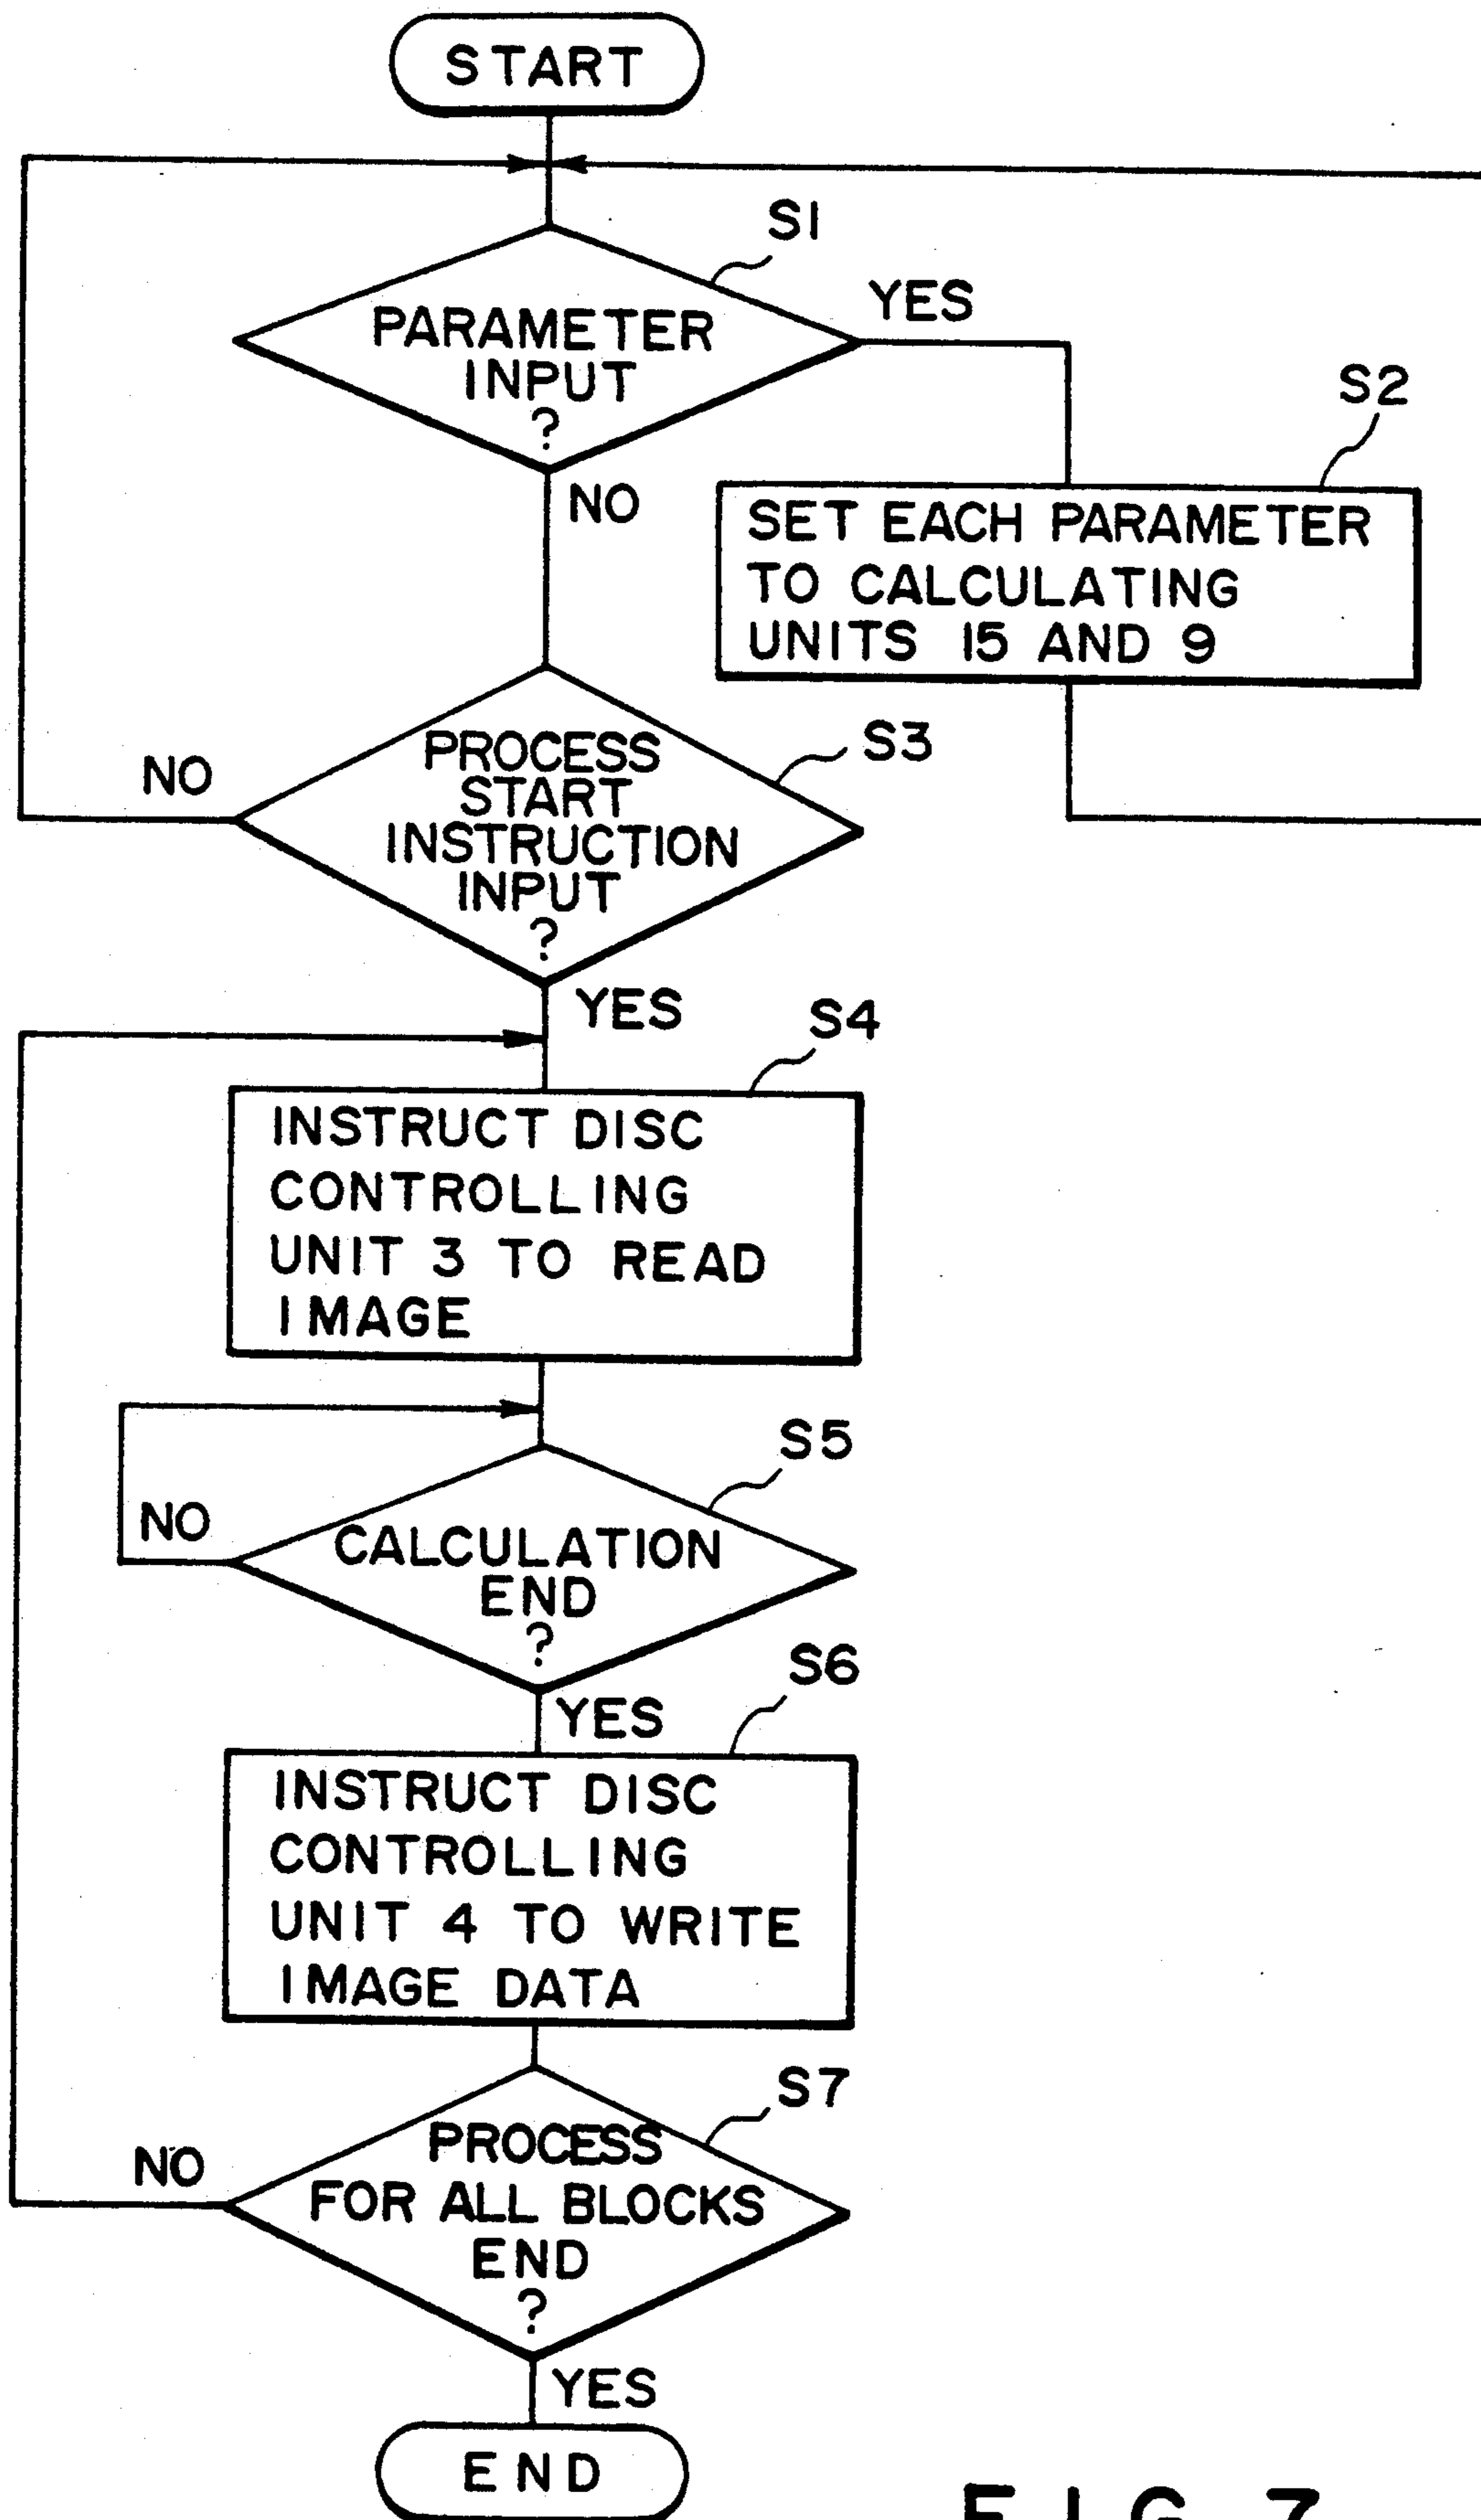 START
S1
PARAMETER
INPUT
?
YES
NO
S2
SET EACH PARAMETER
TO CALCULATING
UNITS 15 AND 9
S3
PROCESS
START
INSTRUCTION
INPUT
?
NO
YES
S4
INSTRUCT DISC
CONTROLLING
UNIT 3 TO READ
IMAGE
S5
CALCULATION
END
?
NO
YES
S6
INSTRUCT DISC
CONTROLLING
UNIT 4 TO WRITE
IMAGE DATA
S7
PROCESS
FOR ALL BLOCKS
END
?
NO
YES
END
FIG. 7